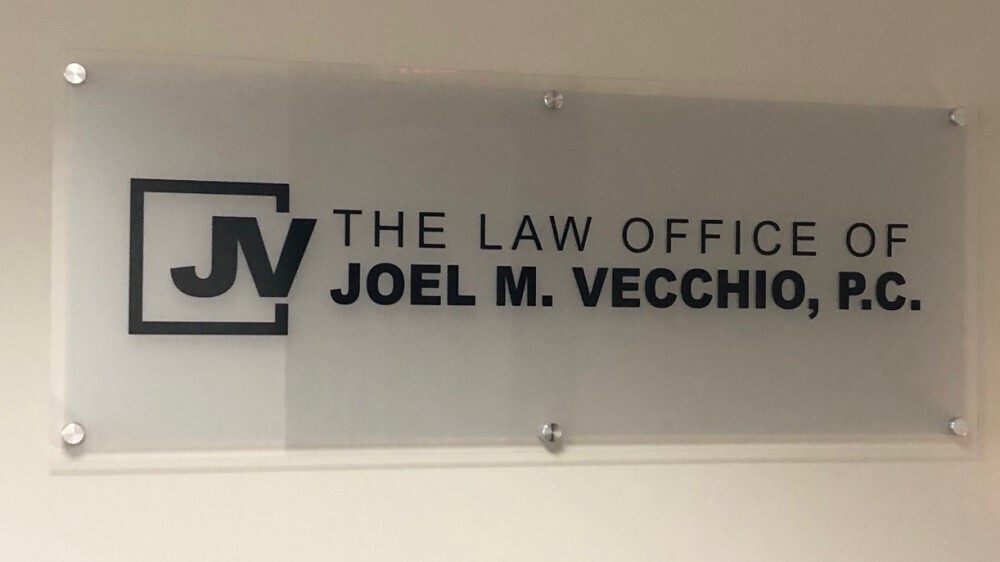 JV
THE LAW OFFICE OF
JOEL M. VECCHIO, P.C.